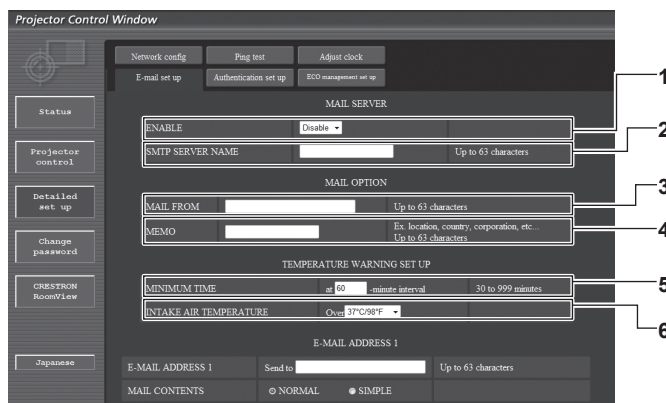 Projector Control Window
Network config Ping test Adjust clock
E-mail set up Authentication set up ECO management set up
Status
Projector control
Detailed set up
Change password
CRESTRON RoomView
Japanese
MAIL SERVER
ENABLE Disable
1
SMTP SERVER NAME Up to 63 characters
2
MAIL OPTION
MAIL FROM Up to 63 characters
3
MEMO Ex. location, country, corporation, etc...
Up to 63 characters
4
TEMPERATURE WARNING SET UP
MINIMUM TIME at 60 -minute interval 30 to 999 minutes
5
INTAKE AIR TEMPERATURE Over 37°C/98°F
6
E-MAIL ADDRESS 1
E-MAIL ADDRESS 1 Send to Up to 63 characters
MAIL CONTENTS NORMAL SIMPLE